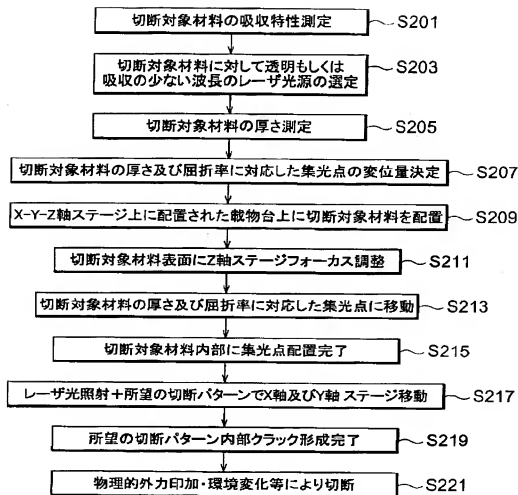 切断対象材料の吸収特性測定 S201
切断対象材料に対して透明もしくは
吸収の少ない波長のレーザ光源の選定 S203
切断対象材料の厚さ測定 S205
切断対象材料の厚さ及び屈折率に対応した集光点の変位量決定 S207
X-Y-Z軸ステージ上に配置された載物台上に切断対象材料を配置 S209
切断対象材料表面にZ軸ステージフォーカス調整 S211
切断対象材料の厚さ及び屈折率に対応した集光点に移動 S213
切断対象材料内部に集光点配置完了 S215
レーザ光照射+所望の切断パターンでX軸及びY軸 ステージ移動 S217
所望の切断パターン内部クラック形成完了 S219
物理的外力印加・環境変化等により切断 S221